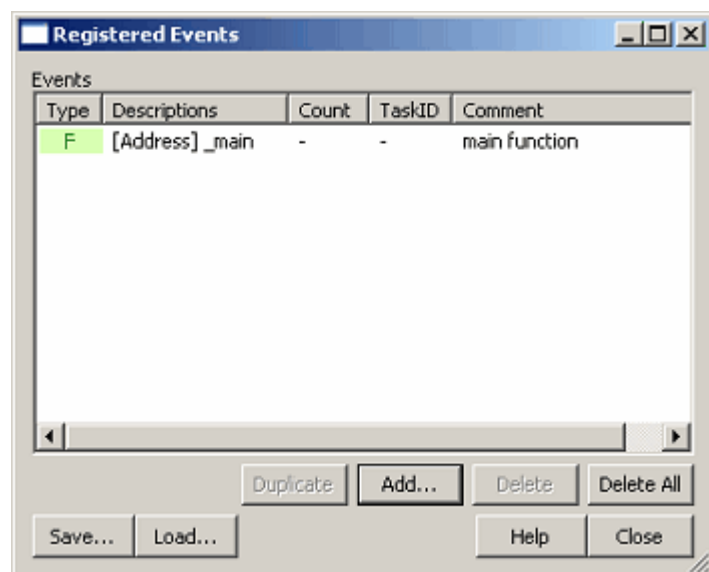 Registered Events
Events
Type Descriptions Count TaskID Comment
F [Address] _main - - main function
Duplicate Add... Delete Delete All
Save... Load... Help Close